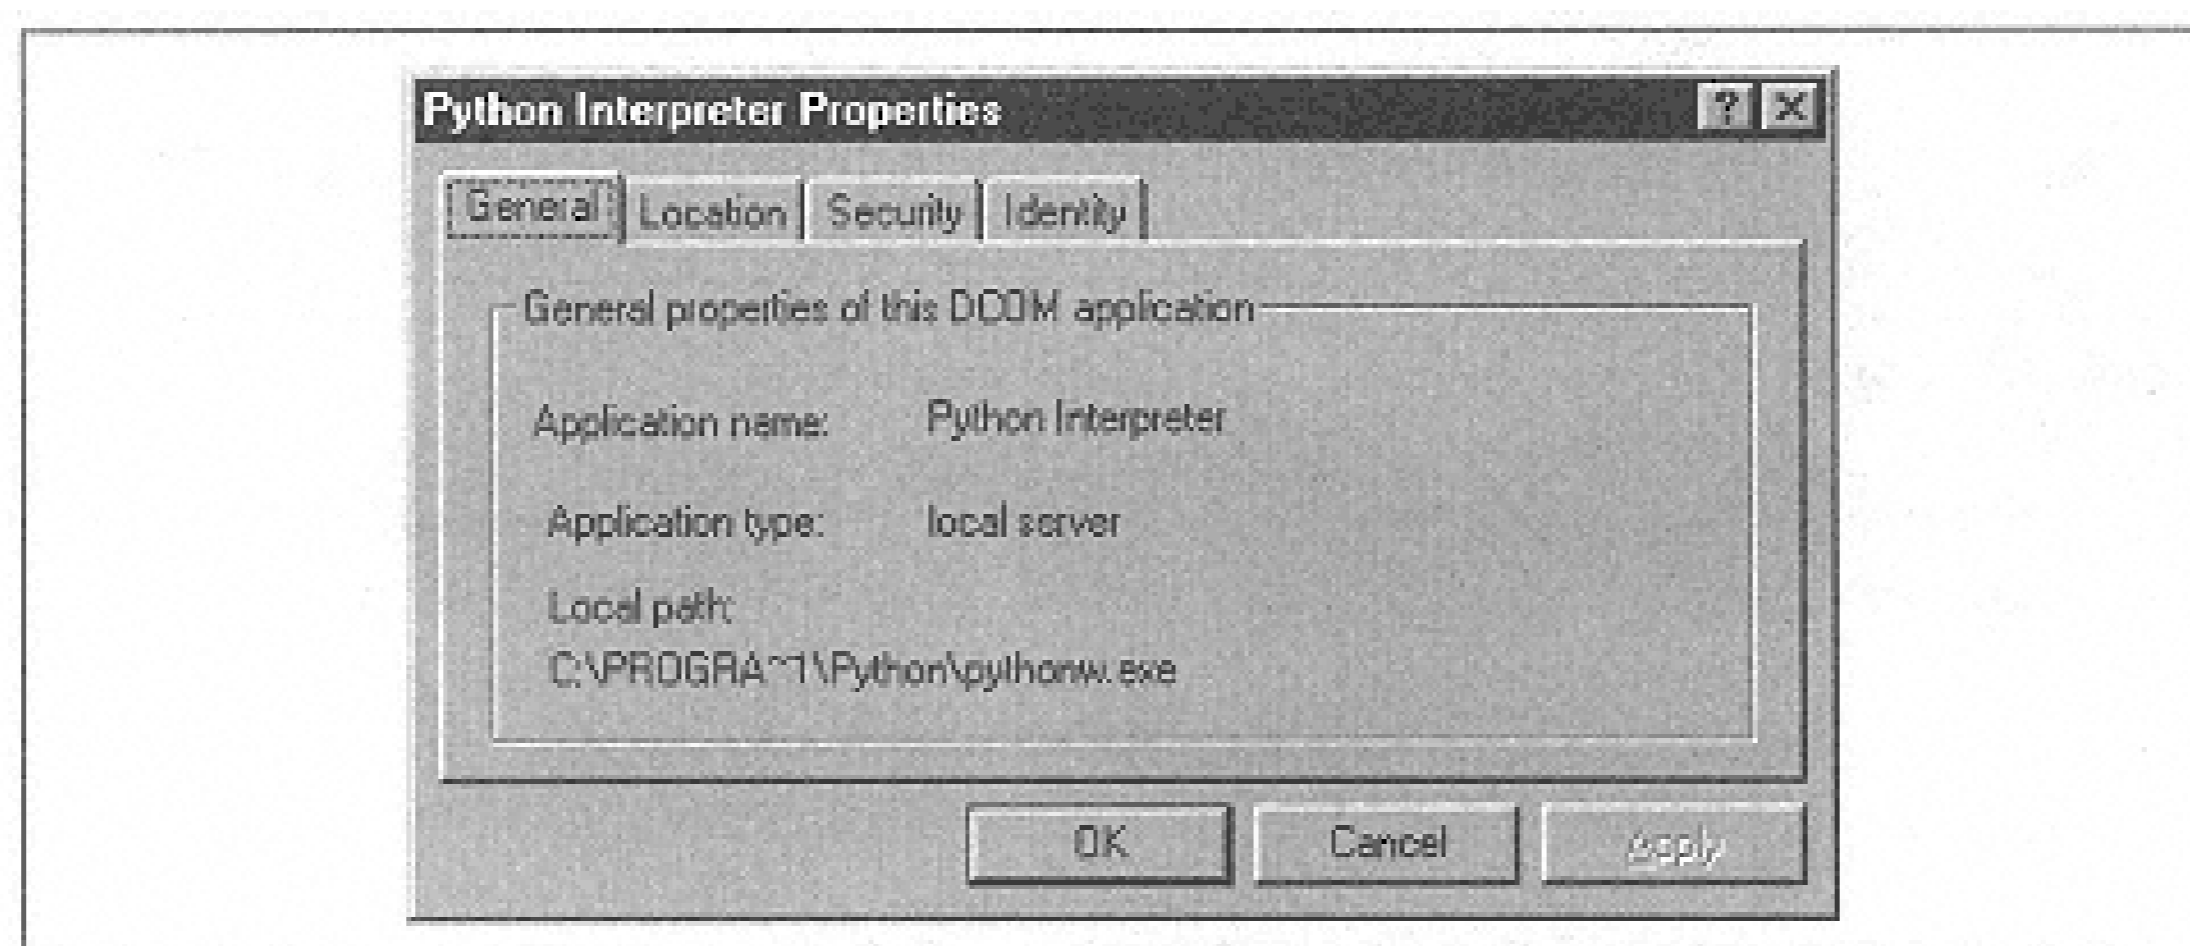 Python Interpreter Properties
? X
General Location Security Identity
General properties of this DCOM application
Application name: Python Interpreter
Application type: local server
Local path:
C:\PROGRA~1\Python\pythonw.exe
OK Cancel Apply